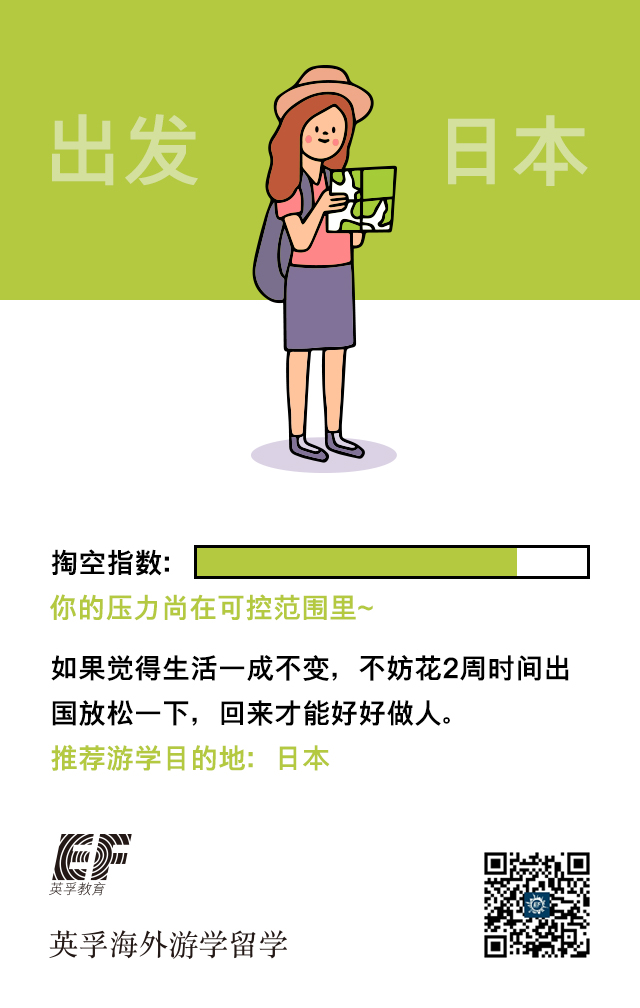 出发 日本
掏空指数:
你的压力尚在可控范围里~
如果觉得生活一成不变，不妨花2周时间出
国放松一下，回来才能好好做人。
推荐游学目的地: 日本
EF
英孚教育
英孚海外游学留学